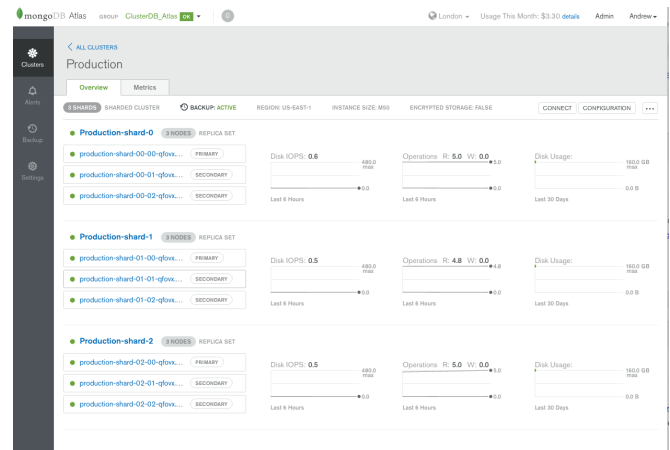 mongoDB Atlas GROUP ClusterDB_Atlas OK London Usage This Month: $3.30 details Admin Andrew
ALL CLUSTERS
Production
Clusters
Alerts
Backup
Settings
Overview Metrics
3 SHARDS SHARDED CLUSTER BACKUP: ACTIVE REGION: US-EAST-1 INSTANCE SIZE: M50 ENCRYPTED STORAGE: FALSE CONNECT CONFIGURATION ...
Production-shard-0 3 NODES REPLICA SET
production-shard-00-00-qfovx.... PRIMARY
production-shard-00-01-qfovx.... SECONDARY
production-shard-00-02-qfovx.... SECONDARY
Disk IOPS: 0.6
480.0
max
0.0
Last 6 Hours
Operations R: 5.0 W: 0.0
5.0
0.0
Last 6 Hours
Disk Usage:
160.0 GB
max
0.0 B
Last 30 Days
Production-shard-1 3 NODES REPLICA SET
production-shard-01-00-qfovx.... PRIMARY
production-shard-01-01-qfovx.... SECONDARY
production-shard-01-02-qfovx.... SECONDARY
Disk IOPS: 0.5
480.0
max
0.0
Last 6 Hours
Operations R: 4.8 W: 0.0
4.8
0.0
Last 6 Hours
Disk Usage:
160.0 GB
max
0.0 B
Last 30 Days
Production-shard-2 3 NODES REPLICA SET
production-shard-02-00-qfovx.... PRIMARY
production-shard-02-01-qfovx.... SECONDARY
production-shard-02-02-qfovx.... SECONDARY
Disk IOPS: 0.5
480.0
max
0.0
Last 6 Hours
Operations R: 5.0 W: 0.0
5.0
0.0
Last 6 Hours
Disk Usage:
160.0 GB
max
0.0 B
Last 30 Days